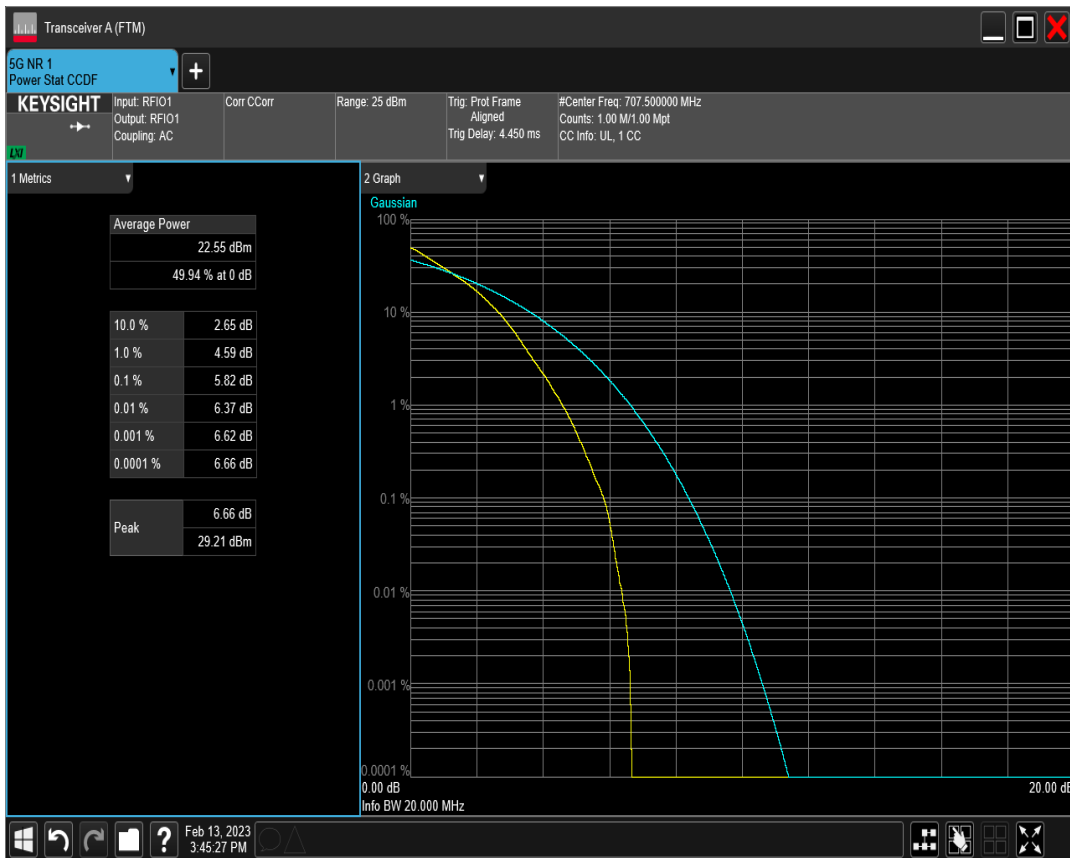 Transceiver A (FTM)
5G NR 1
Power Stat CCDF
+
KEYSIGHT
LXI
Input: RFIO1
Output: RFIO1
Coupling: AC
Corr CCorr
Range: 25 dBm
Trig: Prot Frame
Aligned
Trig Delay: 4.450 ms
#Center Freq: 707.500000 MHz
Counts: 1.00 M/1.00 Mpt
CC Info: UL, 1 CC
1 Metrics
Average Power
22.55 dBm
49.94 % at 0 dB
10.0 % 2.65 dB
1.0 % 4.59 dB
0.1 % 5.82 dB
0.01 % 6.37 dB
0.001 % 6.62 dB
0.0001 % 6.66 dB
Peak
6.66 dB
29.21 dBm
2 Graph
Gaussian
100 %
10 %
1 %
0.1 %
0.01 %
0.001 %
0.0001 %
0.00 dB 20.00 dB
Info BW 20.000 MHz
?
Feb 13, 2023
3:45:27 PM